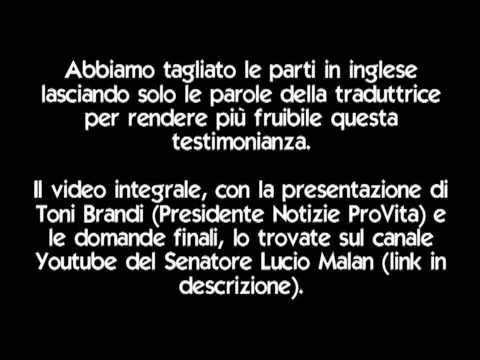 Abbiamo tagliato le parti in inglese
lasciando solo le parole della traduttrice
per rendere più fruibile questa
testimonianza.
Il video integrale, con la presentazione di
Toni Brandi (Presidente Notizie ProVita) e
le domande finali, lo trovate sul canale
Youtube del Senatore Lucio Malan (link in
descrizione).